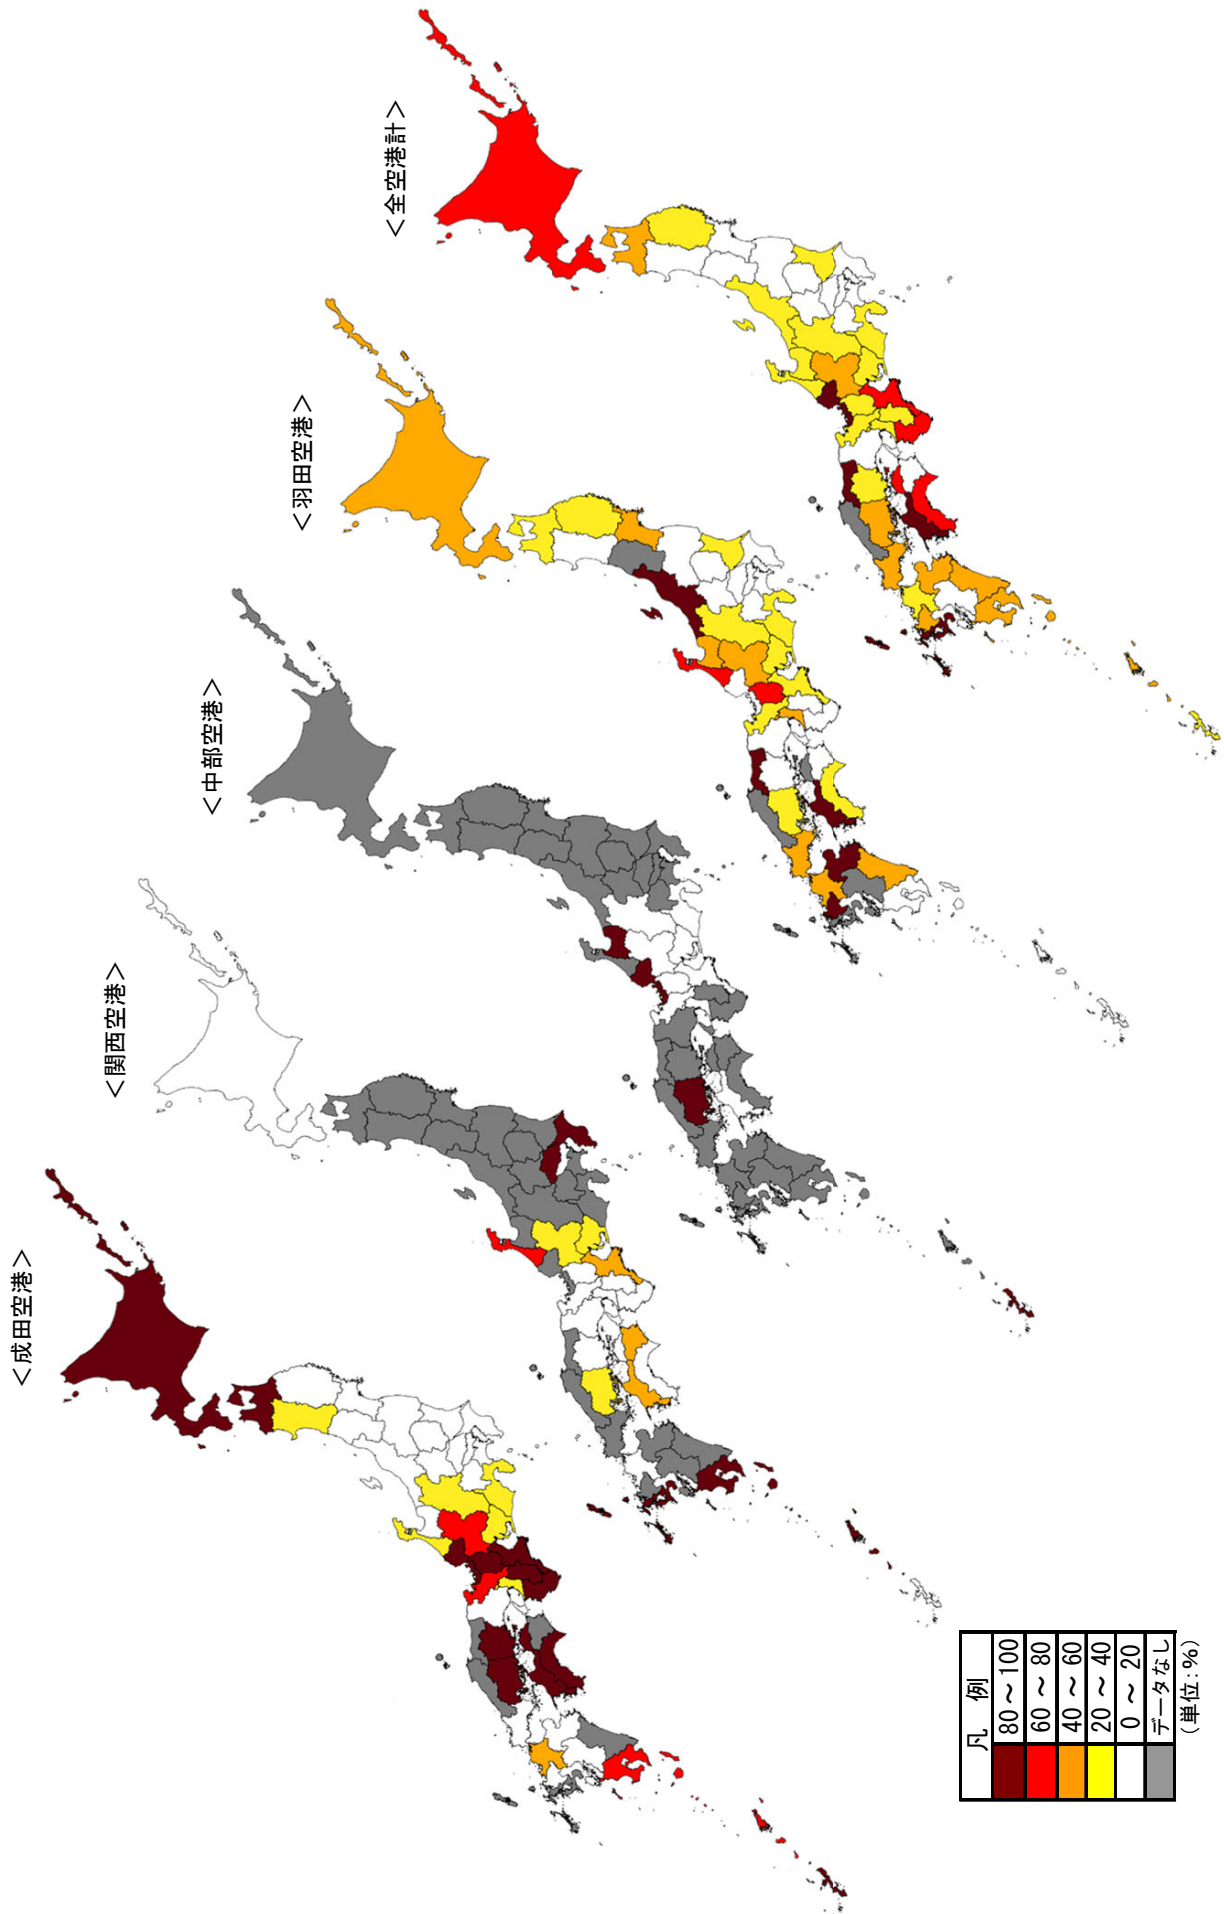 ＜成田空港＞
＜関西空港＞
＜中部空港＞
＜羽田空港＞
＜全空港計＞
凡 例
80 ～ 100
60 ～ 80
40 ～ 60
20 ～ 40
0 ～ 20
データなし
(単位:%)